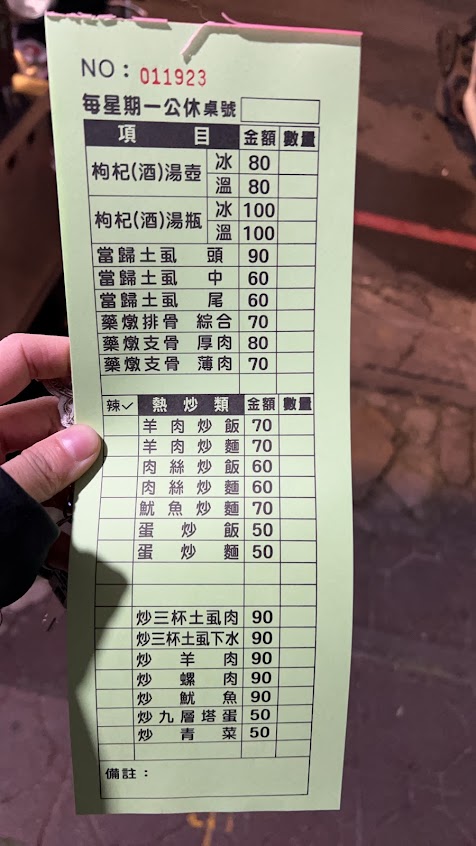 NO：011923
每星期一公休桌號
項目 金額 數量
枸杞(酒)湯壺 冰 80
溫 80
枸杞(酒)湯瓶 冰 100
溫 100
當歸土虱 頭 90
當歸土虱 中 60
當歸土虱 尾 60
藥燉排骨 綜合 70
藥燉支骨 厚肉 80
藥燉支骨 薄肉 70
辣✓ 熱炒類 金額 數量
羊肉炒飯 70
羊肉炒麵 70
肉絲炒飯 60
肉絲炒麵 60
魷魚炒麵 70
蛋炒飯 50
蛋炒麵 50
炒三杯土虱肉 90
炒三杯土虱下水 90
炒羊肉 90
炒螺肉 90
炒魷魚 90
炒九層塔蛋 50
炒青菜 50
備註：